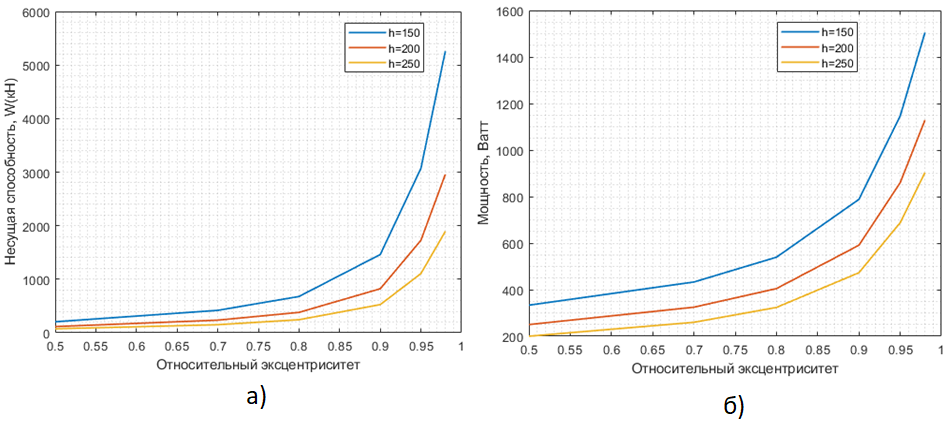 6000
5000
4000
3000
2000
1000
0
Несущая способность, W(кН)
h=150
h=200
h=250
0.5 0.55 0.6 0.65 0.7 0.75 0.8 0.85 0.9 0.95 1
Относительный эксцентриситет
а)
1600
1400
1200
1000
800
600
400
200
Мощность, Ватт
h=150
h=200
h=250
0.5 0.55 0.6 0.65 0.7 0.75 0.8 0.85 0.9 0.95 1
Относительный эксцентриситет
б)